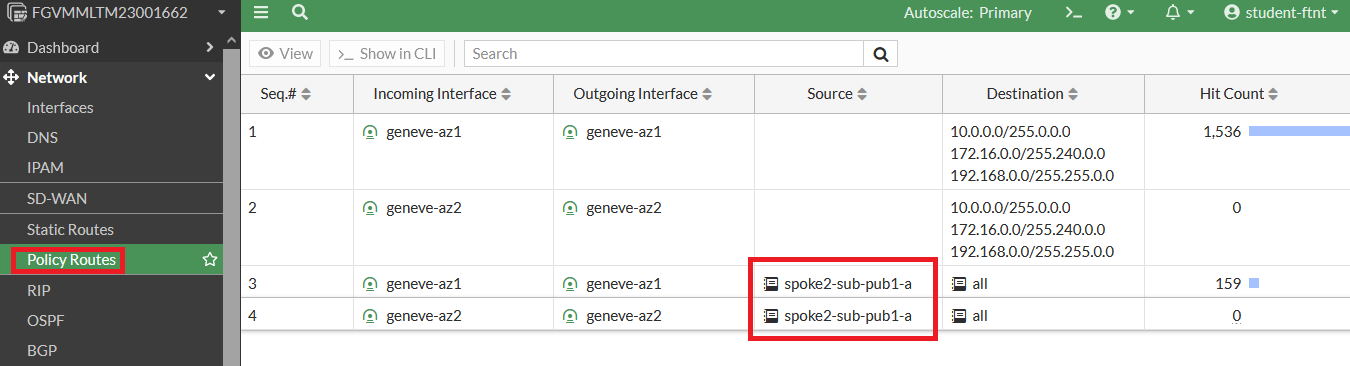 FGVMMLTM23001662
Autoscale: Primary
student-ftnt
Dashboard
Network
Interfaces
DNS
IPAM
SD-WAN
Static Routes
Policy Routes
RIP
OSPF
BGP
View
Show in CLI
Search
Seq.# Incoming Interface Outgoing Interface Source Destination Hit Count
1 geneve-az1 geneve-az1 10.0.0.0/255.0.0.0 1,536
172.16.0.0/255.240.0.0
192.168.0.0/255.255.0.0
2 geneve-az2 geneve-az2 10.0.0.0/255.0.0.0 0
172.16.0.0/255.240.0.0
192.168.0.0/255.255.0.0
3 geneve-az1 geneve-az1 spoke2-sub-pub1-a all 159
4 geneve-az2 geneve-az2 spoke2-sub-pub1-a all 0